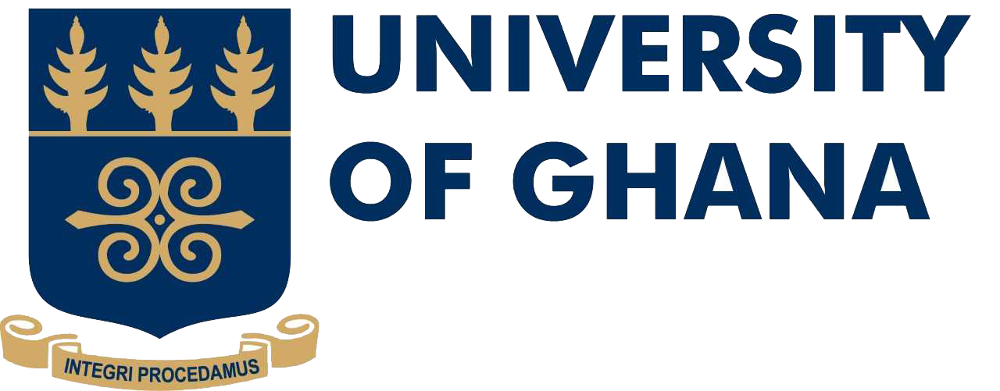 UNIVERSITY
OF GHANA
INTEGRI PROCEDAMUS